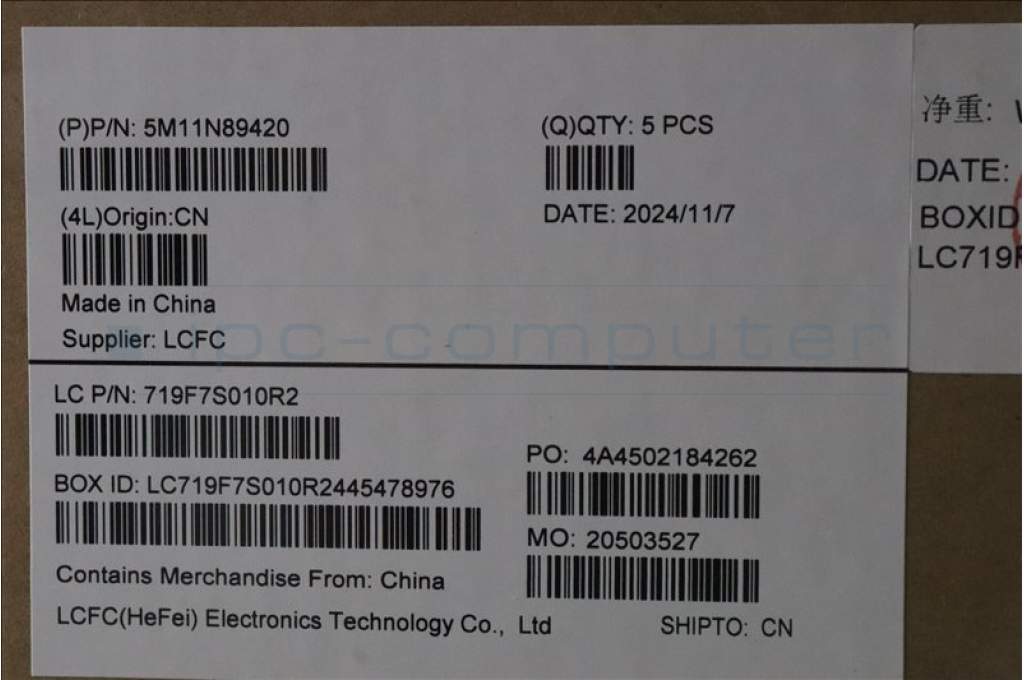 (P)P/N: 5M11N89420
(Q)QTY: 5 PCS
(4L)Origin:CN
DATE: 2024/11/7
Made in China
Supplier: LCFC
ipc-computer
LC P/N: 719F7S010R2
PO: 4A4502184262
BOX ID: LC719F7S010R2445478976
MO: 20503527
Contains Merchandise From: China
LCFC(HeFei) Electronics Technology Co., Ltd
SHIPTO: CN
净重:
DATE:
BOXID
LC719F